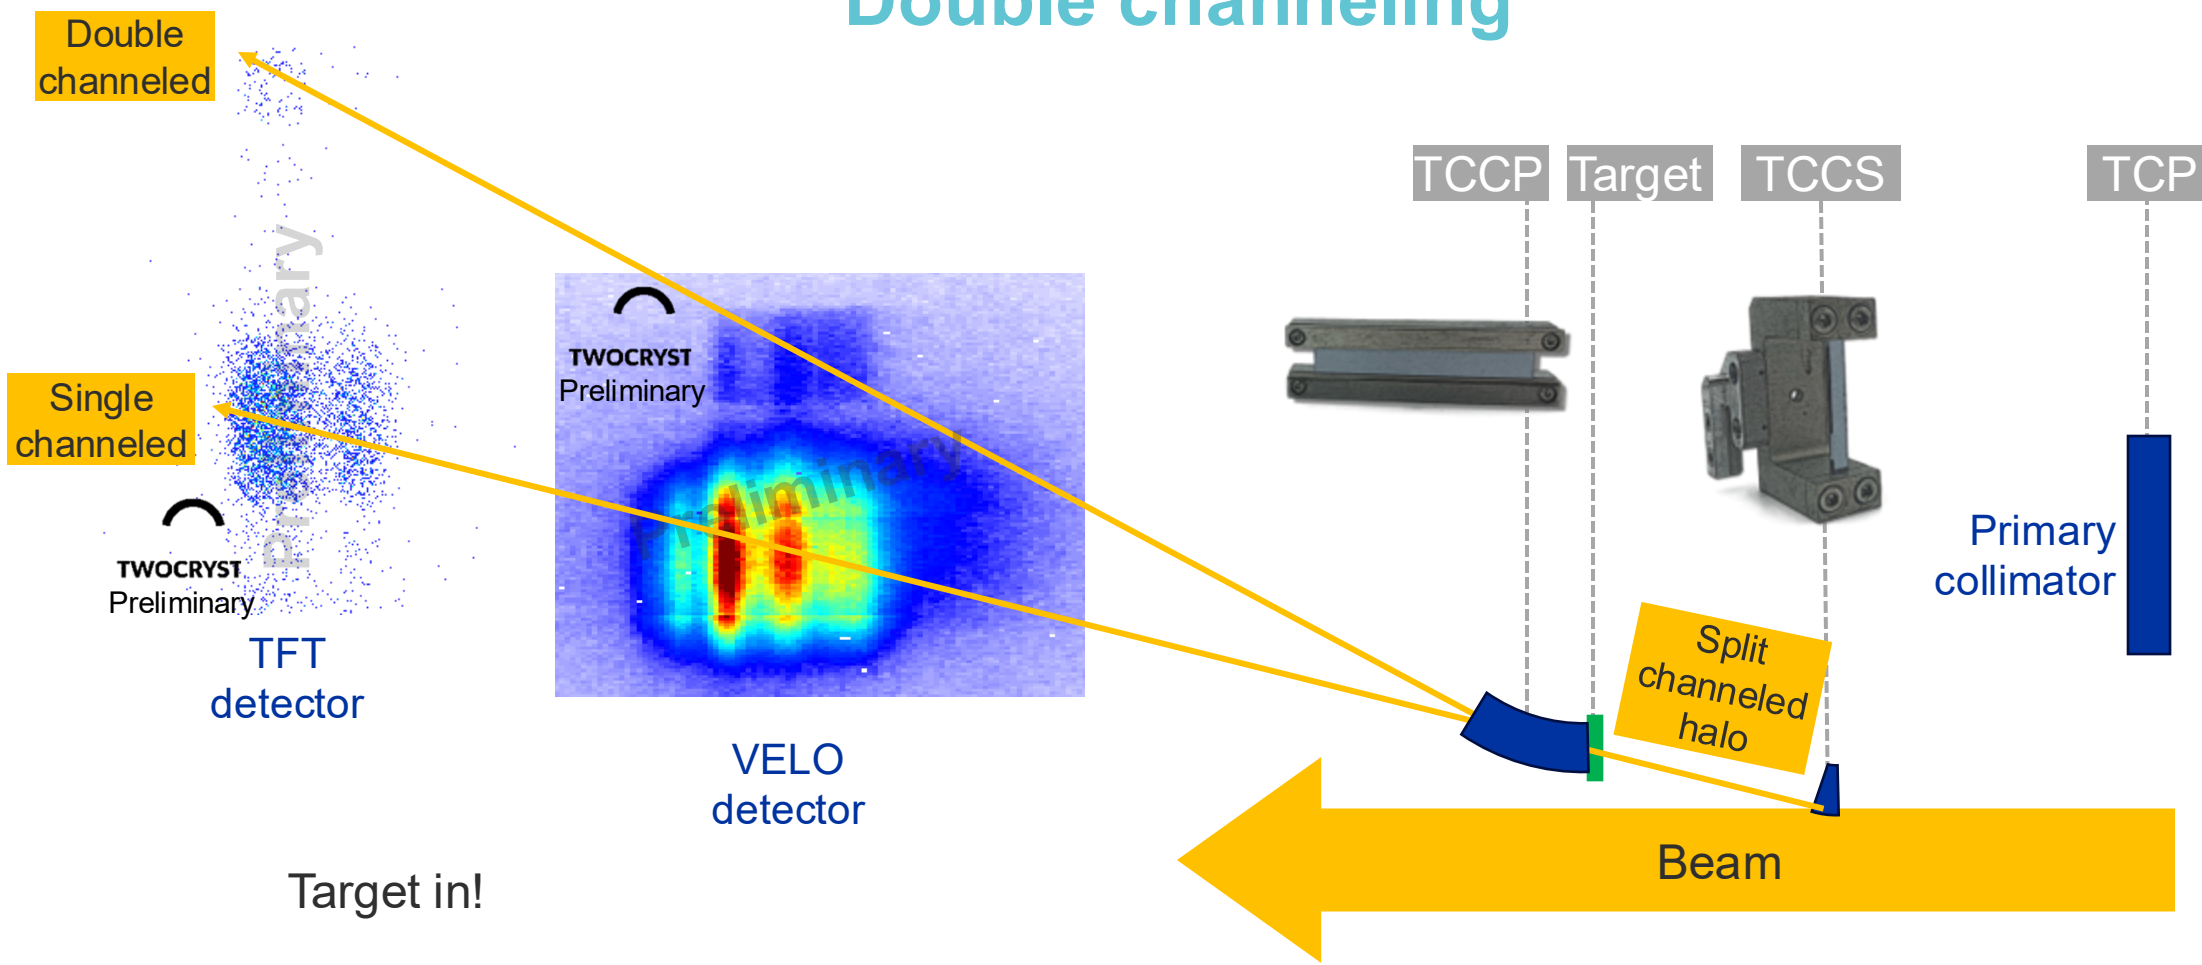 Double channeling
Double
channeled
TCCP
Target
TCCS
TCP
Preliminary
TWOCRYST
Preliminary
Preliminary
Single
channeled
TWOCRYST
Preliminary
Primary
collimator
Split
channeled
halo
TFT
detector
VELO
detector
Beam
Target in!